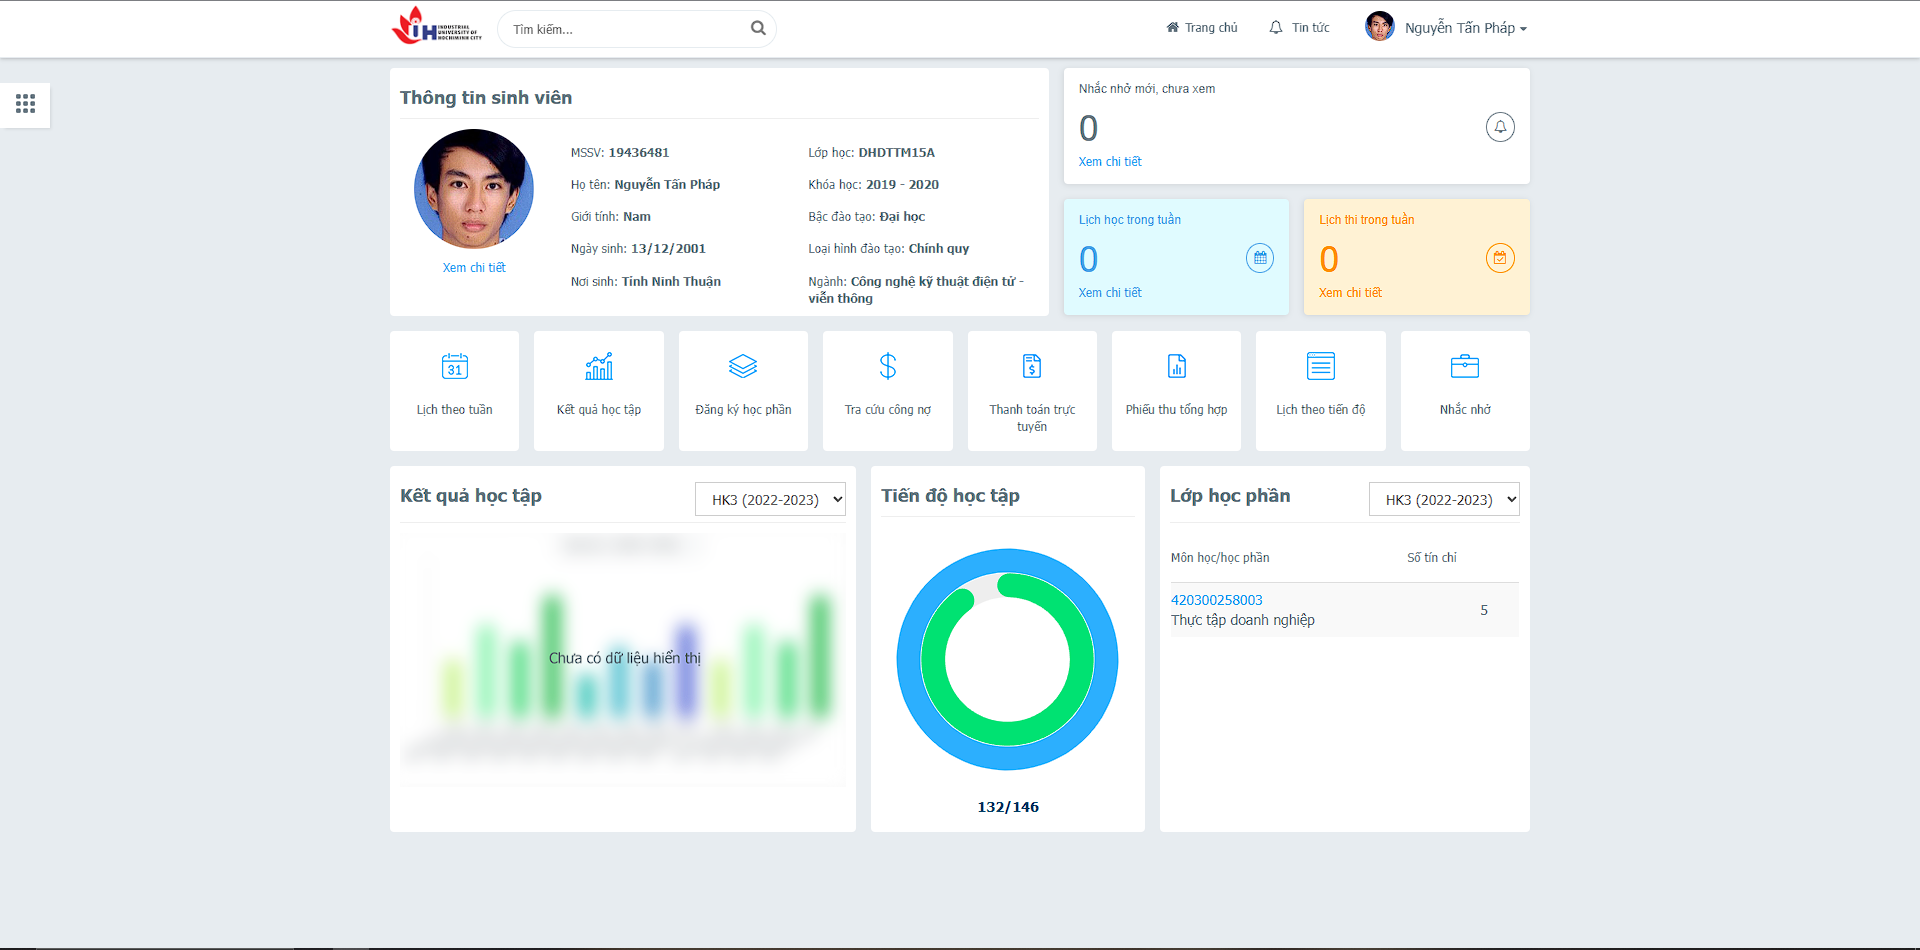 iH INDUSTRIAL
UNIVERSITY OF
HOCHIMINH CITY
Tìm kiếm...
Trang chủ
Tin tức
Nguyễn Tấn Pháp
Thông tin sinh viên
Xem chi tiết
MSSV: 19436481
Họ tên: Nguyễn Tấn Pháp
Giới tính: Nam
Ngày sinh: 13/12/2001
Nơi sinh: Tỉnh Ninh Thuận
Lớp học: DHDTTM15A
Khóa học: 2019 - 2020
Bậc đào tạo: Đại học
Loại hình đào tạo: Chính quy
Ngành: Công nghệ kỹ thuật điện tử -
viễn thông
Nhắc nhở mới, chưa xem
0
Xem chi tiết
Lịch học trong tuần
0
Xem chi tiết
Lịch thi trong tuần
0
Xem chi tiết
31
Lịch theo tuần
Kết quả học tập
Đăng ký học phần
$
Tra cứu công nợ
$
Thanh toán trực
tuyến
Phiếu thu tổng hợp
Lịch theo tiến độ
Nhắc nhở
Kết quả học tập
HK3 (2022-2023)
Chưa có dữ liệu hiển thị
Tiến độ học tập
132/146
Lớp học phần
HK3 (2022-2023)
Môn học/học phần
Số tín chỉ
420300258003
Thực tập doanh nghiệp
5